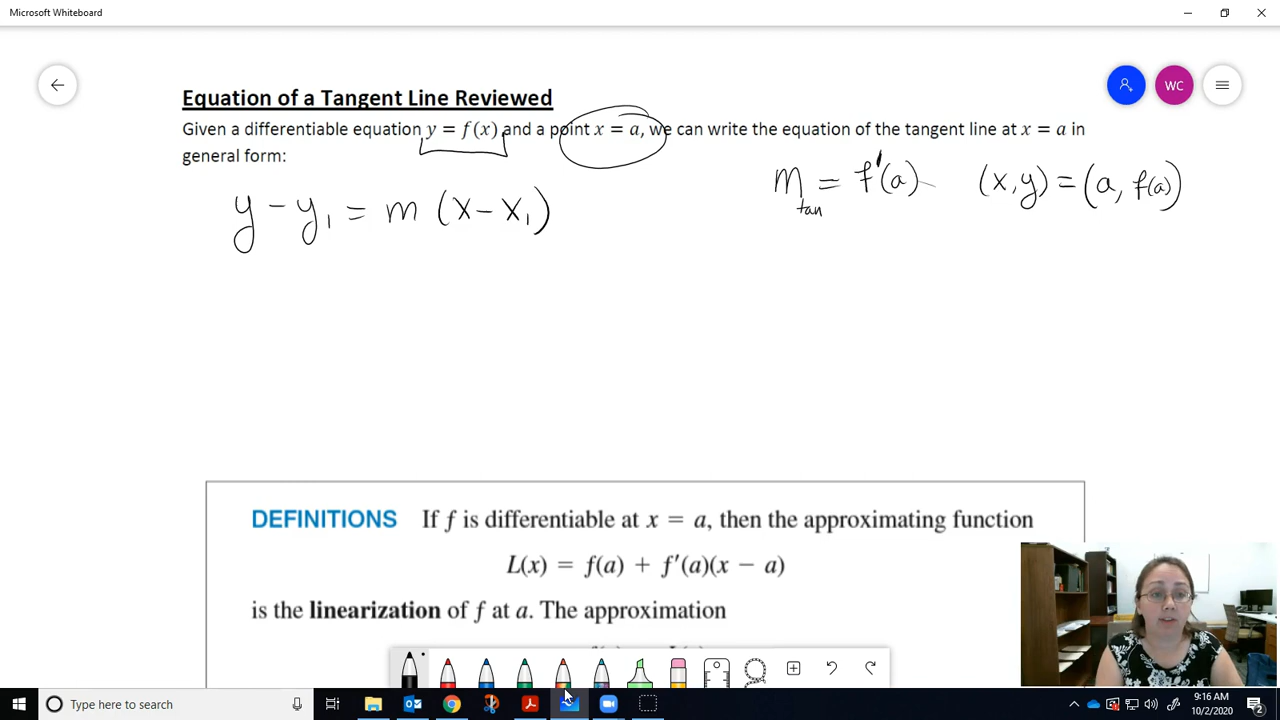 Microsoft Whiteboard
WC
Equation of a Tangent Line Reviewed
Given a differentiable equation y = f(x) and a point x = a, we can write the equation of the tangent line at x = a in
general form:
m_tan = f'(a) (x,y) = (a, f(a))
y - y₁ = m (x - x₁)
DEFINITIONS If f is differentiable at x = a, then the approximating function
L(x) = f(a) + f′(a)(x − a)
is the linearization of f at a. The approximation
Type here to search
9:16 AM
10/2/2020
2